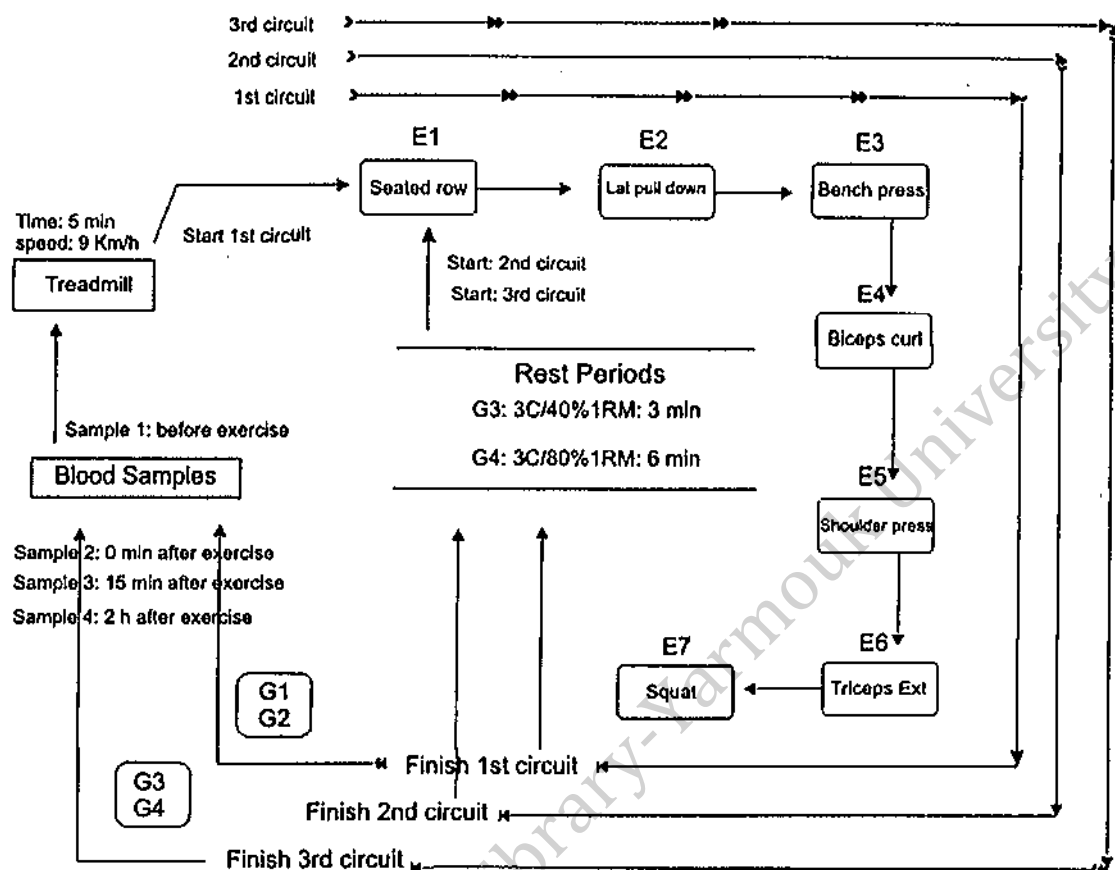 3rd circuit
2nd circuit
1st circuit
E1
E2
E3
Seated row
Lat pull down
Bench press
Time: 5 min
speed: 9 Km/h
Start 1st circuit
Treadmill
Start: 2nd circuit
Start: 3rd circuit
E4
Biceps curl
Rest Periods
G3: 3C/40%1RM: 3 min
G4: 3C/80%1RM: 6 min
Sample 1: before exercise
Blood Samples
E5
Shoulder press
Sample 2: 0 min after exercise
Sample 3: 15 min after exercise
Sample 4: 2 h after exercise
E7
E6
Squat
Triceps Ext
G1
G2
Finish 1st circuit
G3
G4
Finish 2nd circuit
Finish 3rd circuit
Library-Yarmouk University